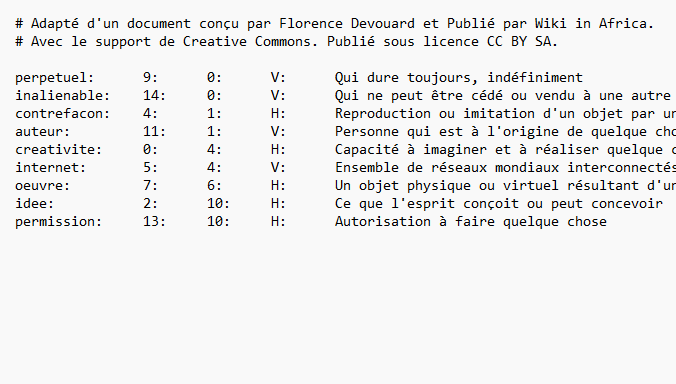 # Adapté d'un document conçu par Florence Devouard et Publié par Wiki in Africa.
# Avec le support de Creative Commons. Publié sous licence CC BY SA.
perpetuel: 9: 0: V: Qui dure toujours, indéfiniment
inalienable: 14: 0: V: Qui ne peut être cédé ou vendu à une autre
contrefacon: 4: 1: H: Reproduction ou imitation d'un objet par
auteur: 11: 1: V: Personne qui est à l'origine de quelque
creativite: 0: 4: H: Capacité à imaginer et à réaliser quelque
internet: 5: 4: V: Ensemble de réseaux mondiaux interconnectés
oeuvre: 7: 6: H: Un objet physique ou virtuel résultant
idee: 2: 10: H: Ce que l'esprit conçoit ou peut concevoir
permission: 13: 10: H: Autorisation à faire quelque chose